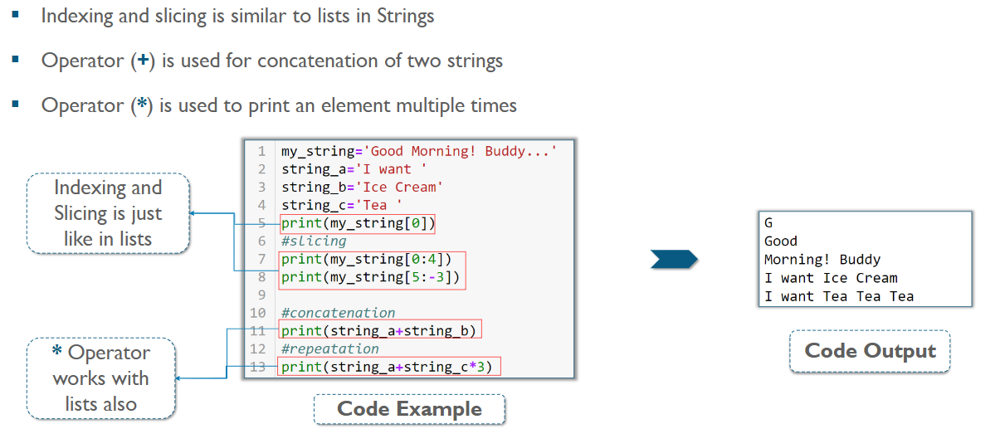 ▪ Indexing and slicing is similar to lists in Strings
▪ Operator (+) is used for concatenation of two strings
▪ Operator (*) is used to print an element multiple times
Indexing and
Slicing is just
like in lists
* Operator
works with
lists also
1 my_string='Good Morning! Buddy...'
2 string_a='I want '
3 string_b='Ice Cream'
4 string_c='Tea '
5 print(my_string[0])
6 #slicing
7 print(my_string[0:4])
8 print(my_string[5:-3])
9
10 #concatenation
11 print(string_a+string_b)
12 #repeatation
13 print(string_a+string_c*3)
Code Example
G
Good
Morning! Buddy
I want Ice Cream
I want Tea Tea Tea
Code Output